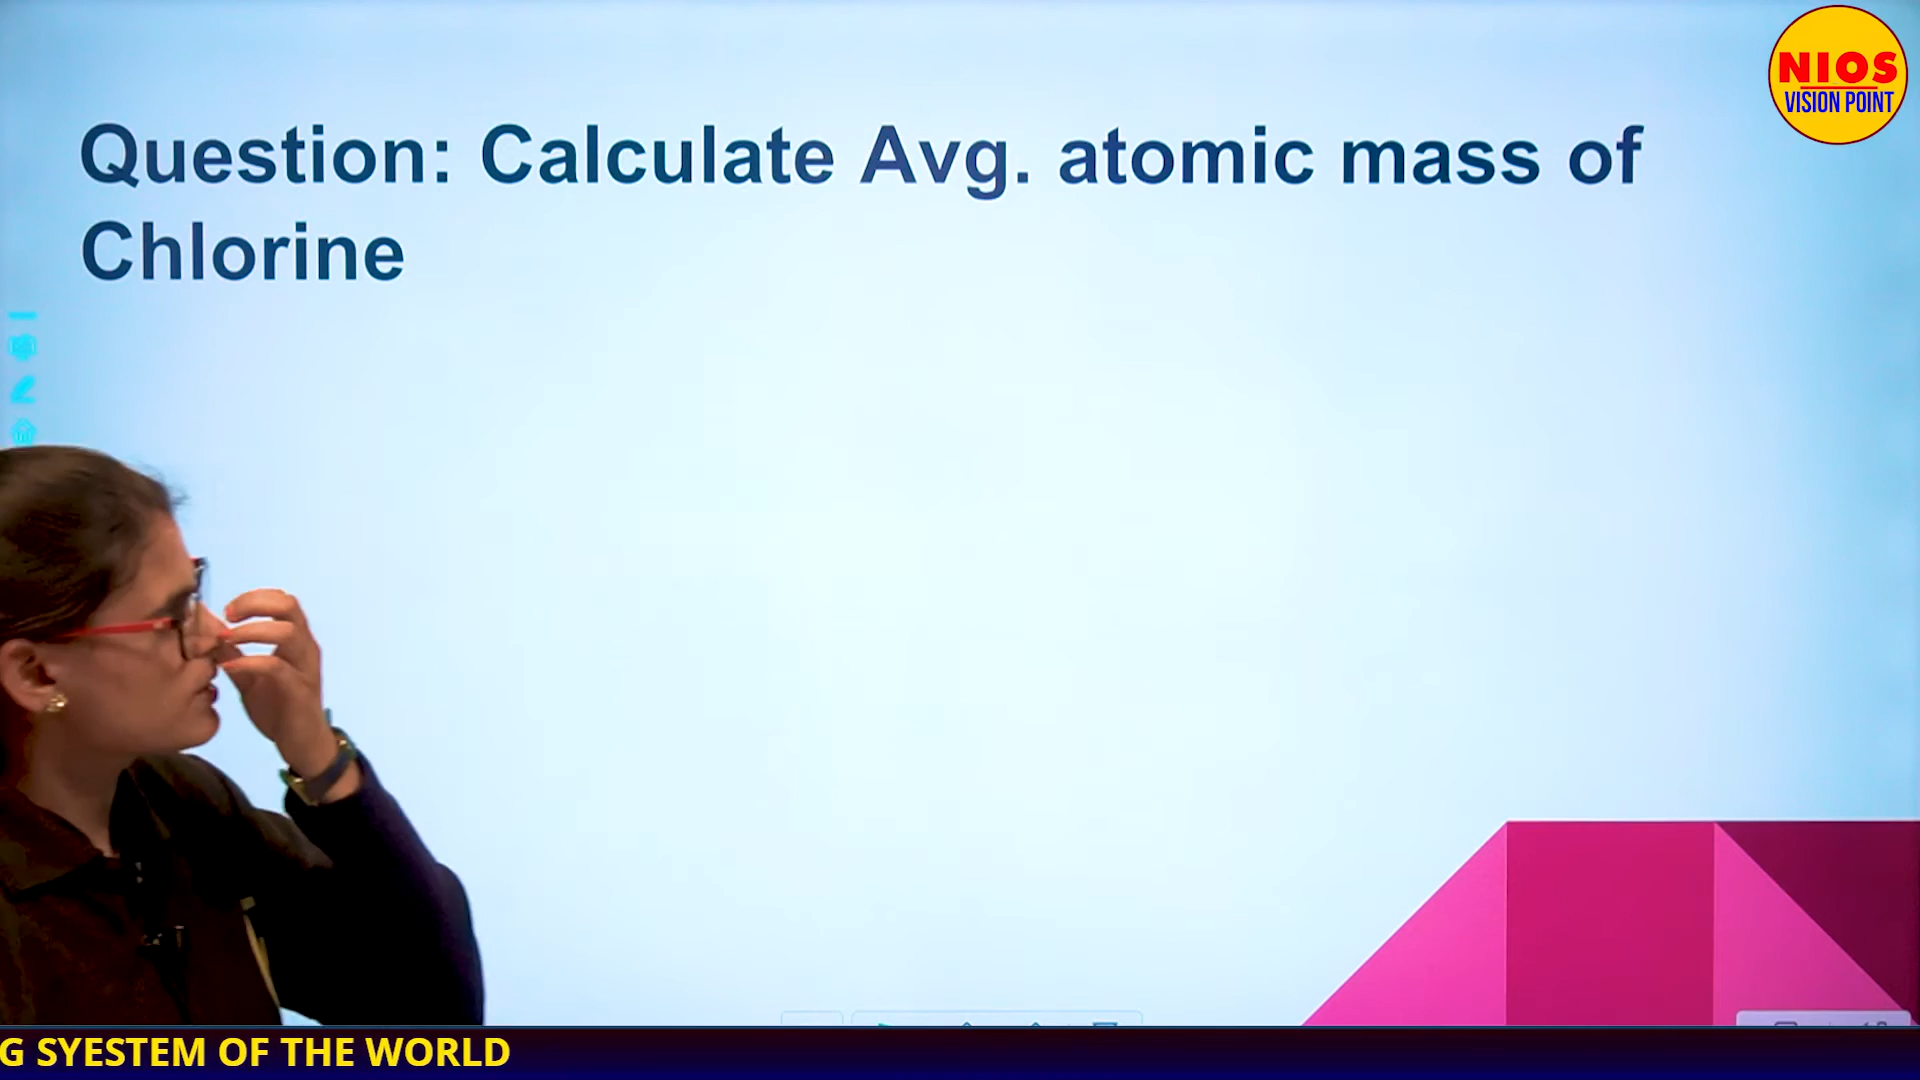 NIOS
VISION POINT
Question: Calculate Avg. atomic mass of
Chlorine
G SYESTEM OF THE WORLD